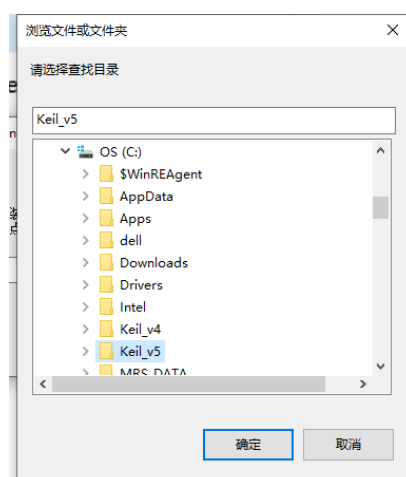 浏览文件或文件夹
请选择查找目录
Keil_v5
OS (C:)
$WinREAgent
AppData
Apps
dell
Downloads
Drivers
Intel
Keil_v4
Keil_v5
MRS_DATA
确定
取消